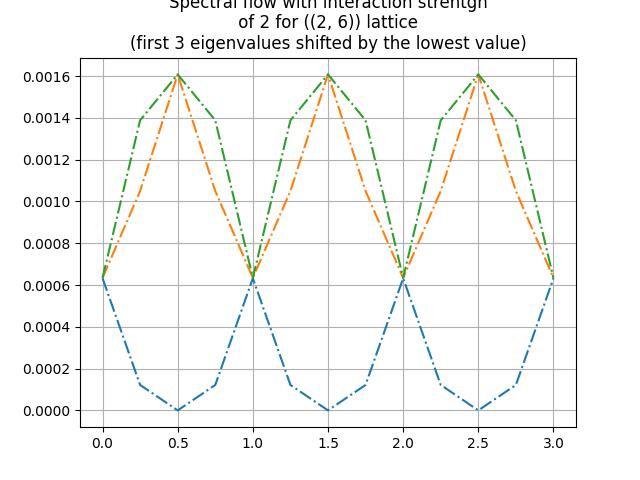 Spectral flow with interaction strentgh
of 2 for ((2, 6)) lattice
(first 3 eigenvalues shifted by the lowest value)
0.0016
0.0014
0.0012
0.0010
0.0008
0.0006
0.0004
0.0002
0.0000
0.0 0.5 1.0 1.5 2.0 2.5 3.0